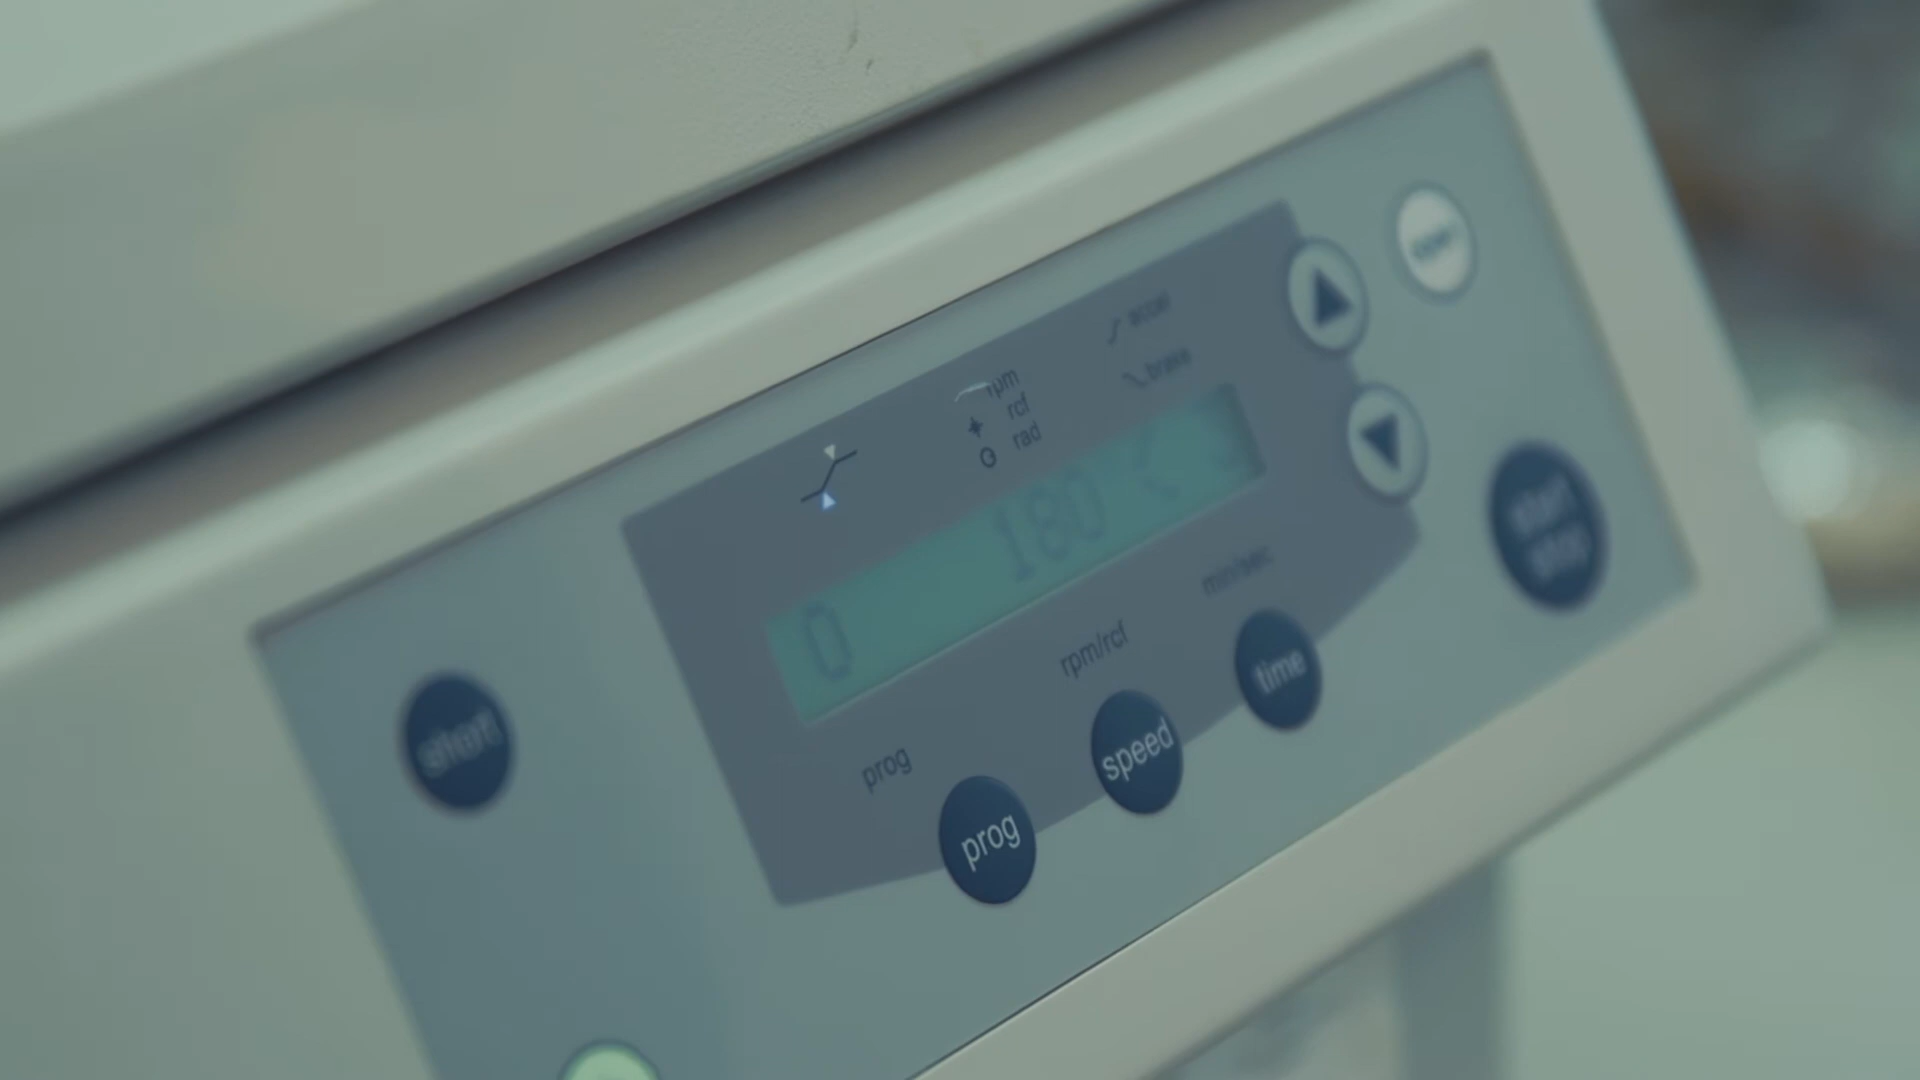 accel
rpm
brake
rcf
rad
0 180
min/sec
rpm/rcf
prog
short
start
stop
time
speed
prog